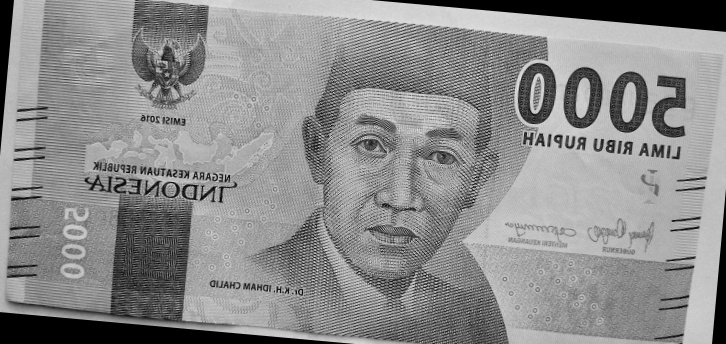 5000
LIMA RIBU RUPIAH
EMISI 2016
NEGARA KESATUAN REPUBLIK
INDONESIA
GUBERNUR
MENTERI KEUANGAN
5000
Dr. K.H. IDHAM CHALID